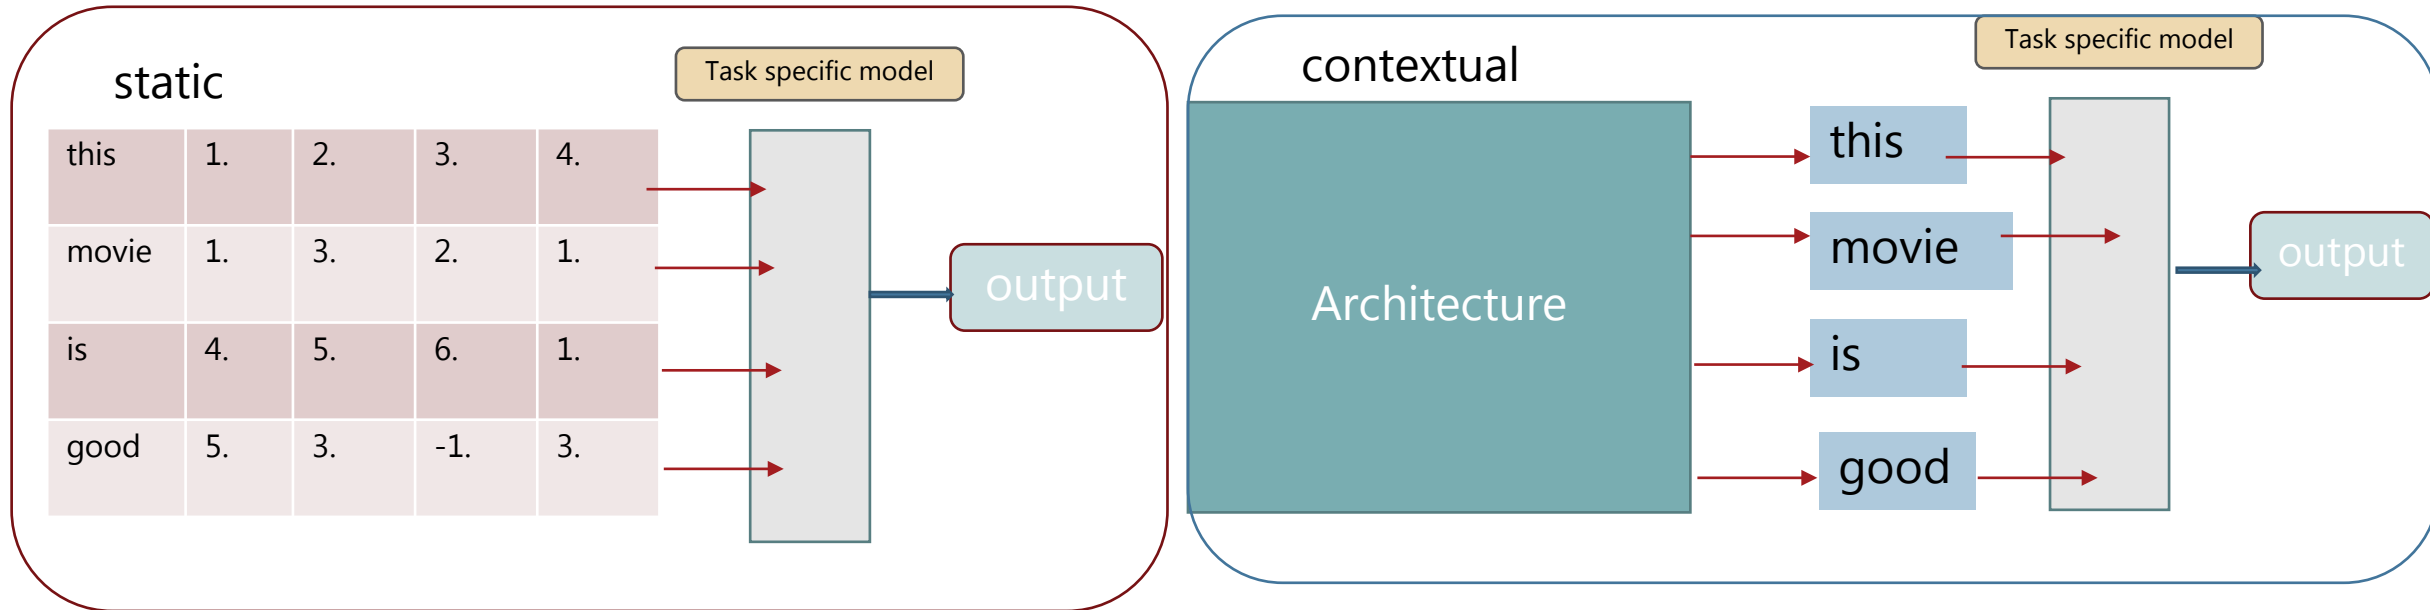 static
Task specific model
this 1. 2. 3. 4.
movie 1. 3. 2. 1.
is 4. 5. 6. 1.
good 5. 3. -1. 3.
output
contextual
Task specific model
Architecture
this
movie
is
good
output